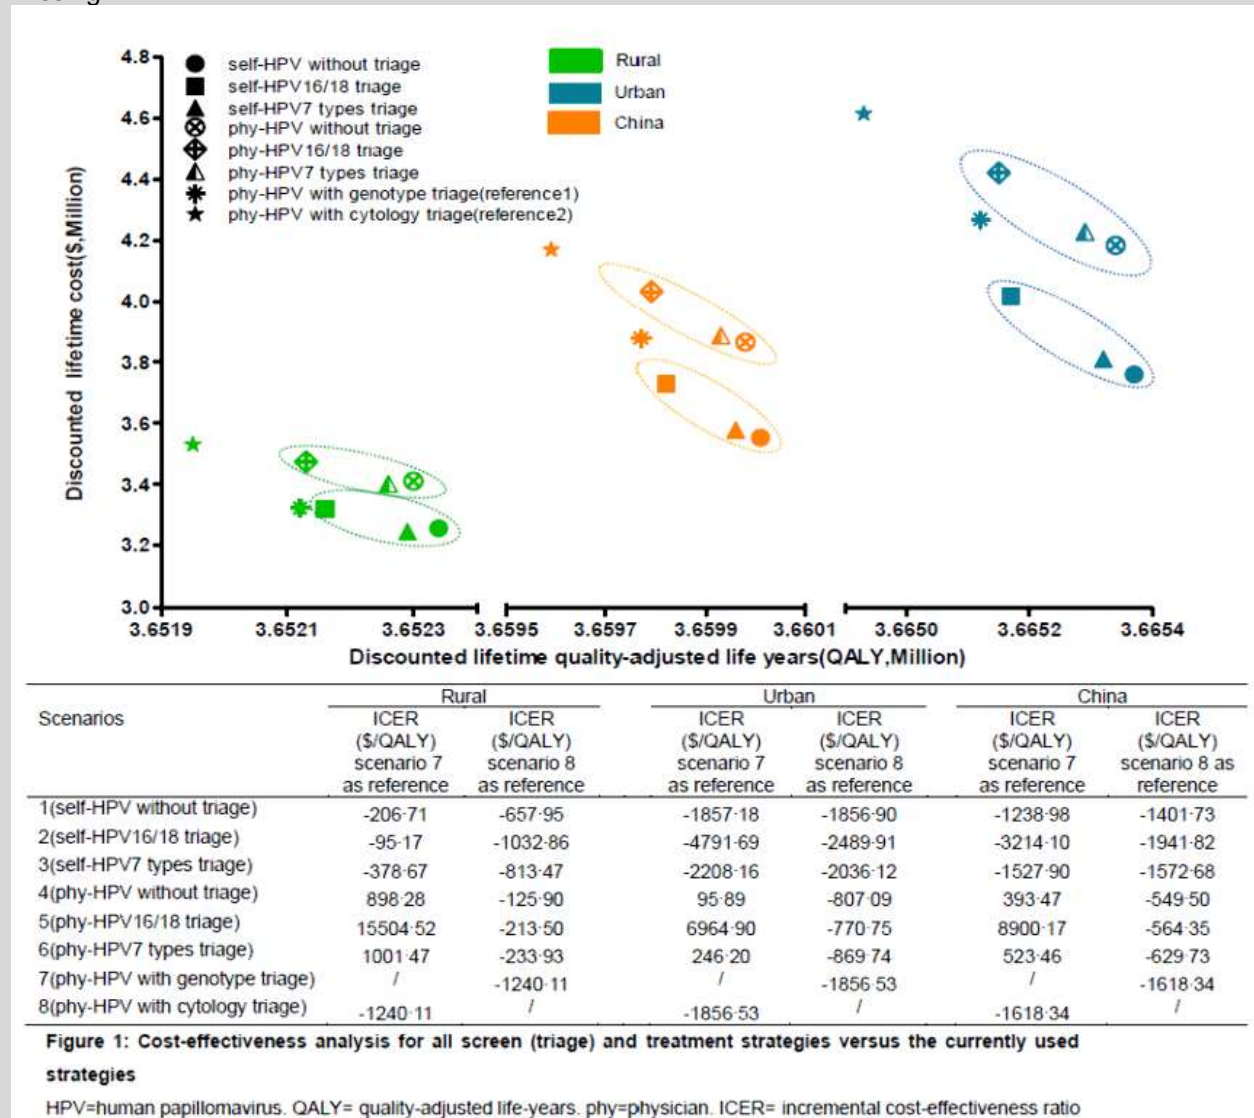 4.8
4.6
4.4
4.2
4.0
3.8
3.6
3.4
3.2
3.0
Discounted lifetime cost($,Million)
self-HPV without triage
self-HPV16/18 triage
self-HPV7 types triage
phy-HPV without triage
phy-HPV16/18 triage
phy-HPV7 types triage
phy-HPV with genotype triage(reference1)
phy-HPV with cytology triage(reference2)
Rural
Urban
China
3.6519 3.6521 3.6523 3.6595 3.6597 3.6599 3.6601 3.6650 3.6652 3.6654
Discounted lifetime quality-adjusted life years(QALY,Million)
Rural Urban China
Scenarios ICER ICER ICER ICER ICER ICER
($/QALY) ($/QALY) ($/QALY) ($/QALY) ($/QALY) ($/QALY)
scenario 7 scenario 8 scenario 7 scenario 8 scenario 7 scenario 8 as
as reference as reference as reference as reference as reference reference
1(self-HPV without triage) -206·71 -657·95 -1857·18 -1856·90 -1238·98 -1401·73
2(self-HPV16/18 triage) -95·17 -1032·86 -4791·69 -2489·91 -3214·10 -1941·82
3(self-HPV7 types triage) -378·67 -813·47 -2208·16 -2036·12 -1527·90 -1572·68
4(phy-HPV without triage) 898·28 -125·90 95·89 -807·09 393·47 -549·50
5(phy-HPV16/18 triage) 15504·52 -213·50 6964·90 -770·75 8900·17 -564·35
6(phy-HPV7 types triage) 1001·47 -233·93 246·20 -869·74 523·46 -629·73
7(phy-HPV with genotype triage) / -1240·11 / -1856·53 / -1618·34
8(phy-HPV with cytology triage) -1240·11 / -1856·53 / -1618·34 /
Figure 1: Cost-effectiveness analysis for all screen (triage) and treatment strategies versus the currently used
strategies
HPV=human papillomavirus. QALY= quality-adjusted life-years. phy=physician. ICER= incremental cost-effectiveness ratio